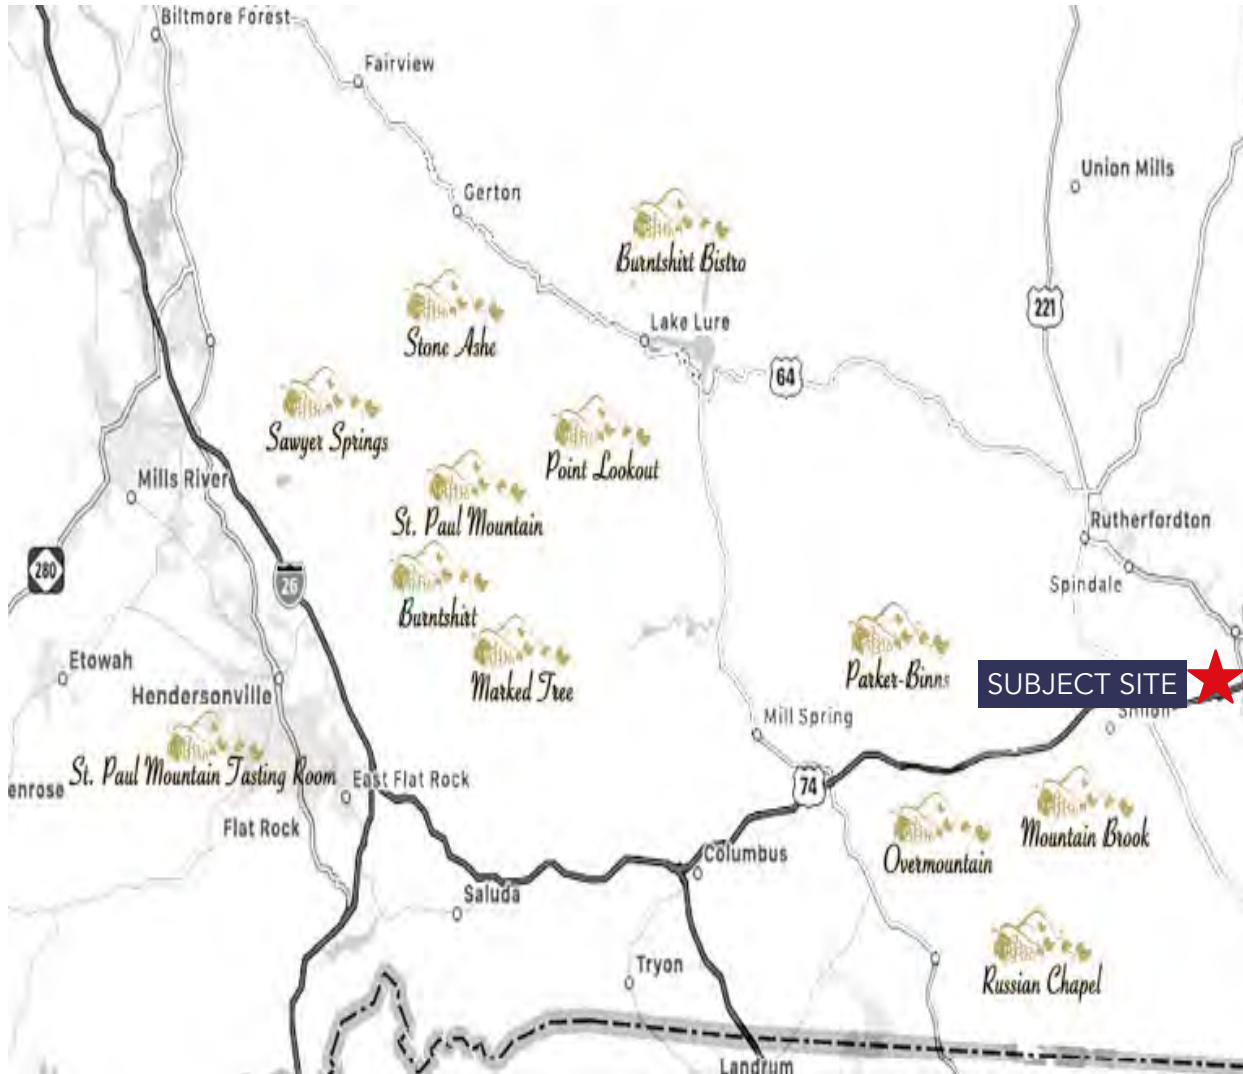 Biltmore Forest
Fairview
Union Mills
Gerton
Burntshirt Bistro
221
Stone Ashe
Lake Lure
64
Sawyer Springs
Point Lookout
Mills River
St. Paul Mountain
Rutherfordton
280
26
Spindale
Burntshirt
Etowah
Parker-Binns
Marked Tree
SUBJECT SITE
Hendersonville
Mill Spring
Shiloh
St. Paul Mountain Tasting Room
East Flat Rock
enrose
74
Flat Rock
Mountain Brook
Columbus
Overmountain
Saluda
Tryon
Russian Chapel
Landrum